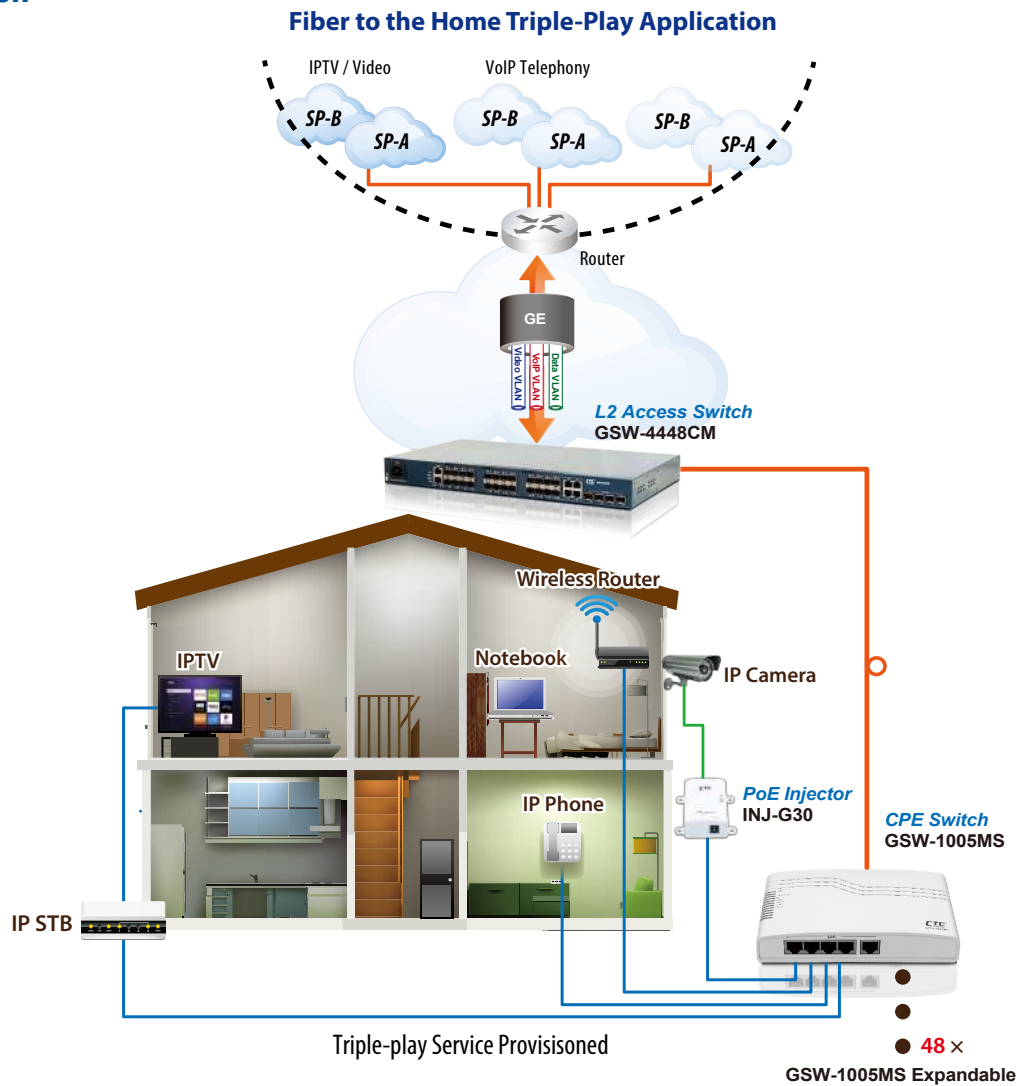 Fiber to the Home Triple-Play Application
IPTV / Video
VoIP Telephony
SP-B
SP-A
SP-B
SP-A
SP-B
SP-A
Router
GE
Video VLAN
VoIP VLAN
Data VLAN
L2 Access Switch
GSW-4448CM
Wireless Router
IPTV
Notebook
IP Camera
PoE Injector
INJ-G30
IP Phone
CPE Switch
GSW-1005MS
IP STB
CTC
Triple-play Service Provisisoned
48 ×
GSW-1005MS Expandable